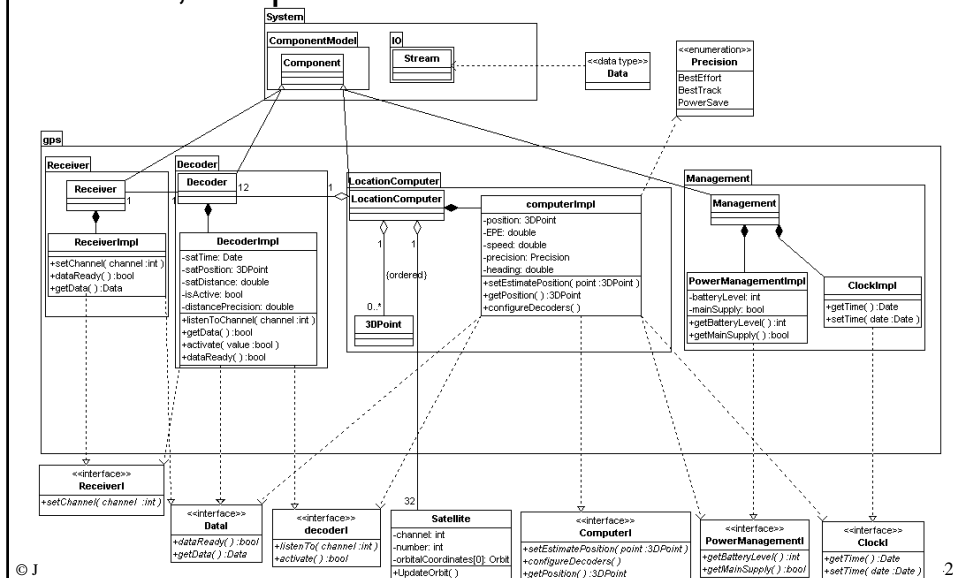 System
ComponentModel
Component
IO
Stream
<<data type>>
Data
<<enumeration>>
Precision
BestEffort
BestTrack
PowerSave
gps
Receiver
Receiver
1
ReceiverImpl
+setChannel( channel :int )
+dataReady( ) :bool
+getData( ) :Data
Decoder
Decoder
12
1
1
DecoderImpl
-satTime: Date
-satPosition: 3DPoint
-satDistance: double
-isActive: bool
-distancePrecision: double
+listenToChannel( channel :int )
+getData( ) :bool
+activate( value :bool )
+dataReady( ) :bool
LocationComputer
LocationComputer
1
1
{ordered}
0..*
3DPoint
computerImpl
-position: 3DPoint
-EPE: double
-speed: double
-precision: Precision
-heading: double
+setEstimatePosition( point :3DPoint )
+getPosition( ) :3DPoint
+configureDecoders( )
Management
Management
PowerManagementImpl
-batteryLevel: int
-mainSupply: bool
+getBatteryLevel( ) :int
+getMainSupply( ) :bool
ClockImpl
+getTime( ) :Date
+setTime( date :Date )
<<interface>>
ReceiverI
+setChannel( channel :int )
<<interface>>
DataI
+dataReady( ) :bool
+getData( ) :Data
<<interface>>
decoderI
+listenTo( channel :int )
+activate( ) :bool
32
Satellite
-channel: int
-number: int
-orbitalCoordinates[0]: Orbit
+UpdateOrbit( )
<<interface>>
ComputerI
+setEstimatePosition( point :3DPoint )
+configureDecoders( )
+getPosition( ) :3DPoint
<<interface>>
PowerManagementI
+getBatteryLevel( ) :int
+getMainSupply( ) :bool
<<interface>>
ClockI
+getTime( ) :Date
+setTime( date :Date )
© J
2